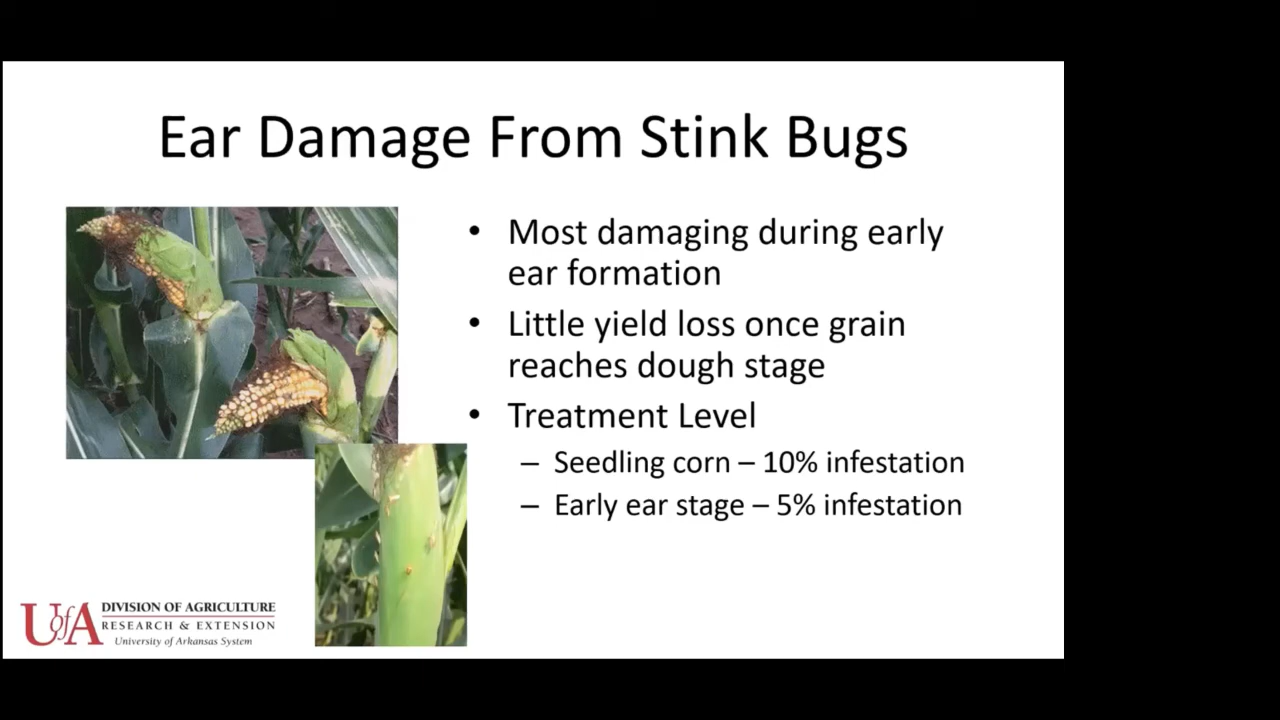 Ear Damage From Stink Bugs
• Most damaging during early
ear formation
• Little yield loss once grain
reaches dough stage
• Treatment Level
– Seedling corn – 10% infestation
– Early ear stage – 5% infestation
UofA DIVISION OF AGRICULTURE
RESEARCH & EXTENSION
University of Arkansas System